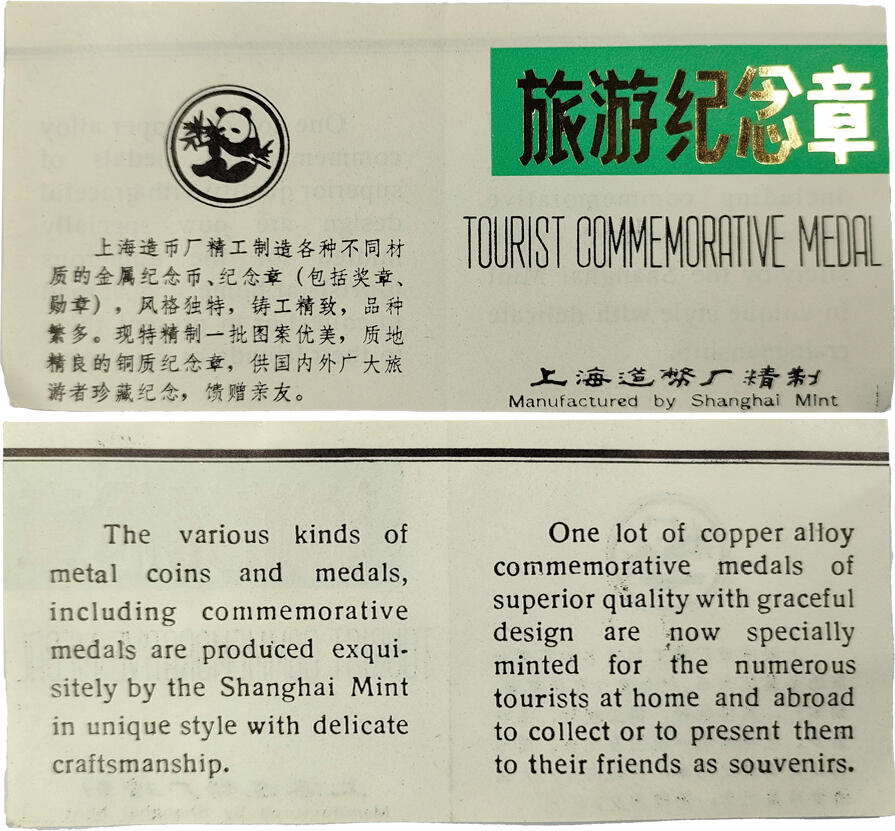 上海造币厂精工制造各种不同材
质的金属纪念币、纪念章（包括奖章、
勋章），风格独特，铸工精致，品种
繁多。现特精制一批图案优美，质地
精良的铜质纪念章，供国内外广大旅
游者珍藏纪念，馈赠亲友。
旅游纪念章
TOURIST COMMEMORATIVE MEDAL
上海造幣厂精制
Manufactured by Shanghai Mint
The various kinds of
metal coins and medals,
including commemorative
medals are produced exqui-
sitely by the Shanghai Mint
in unique style with delicate
craftsmanship.
One lot of copper alloy
commemorative medals of
superior quality with graceful
design are now specially
minted for the numerous
tourists at home and abroad
to collect or to present them
to their friends as souvenirs.